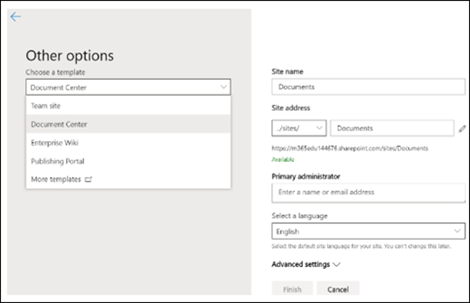 Other options
Choose a template
Document Center
Team site
Document Center
Enterprise Wiki
Publishing Portal
More templates
Site name
Documents
Site address
../sites/
Documents
https://m365edu144676.sharepoint.com/sites/Documents
Available
Primary administrator
Enter a name or email address
Select a language
English
Select the default site language for your site. You can't change this later.
Advanced settings
Finish
Cancel